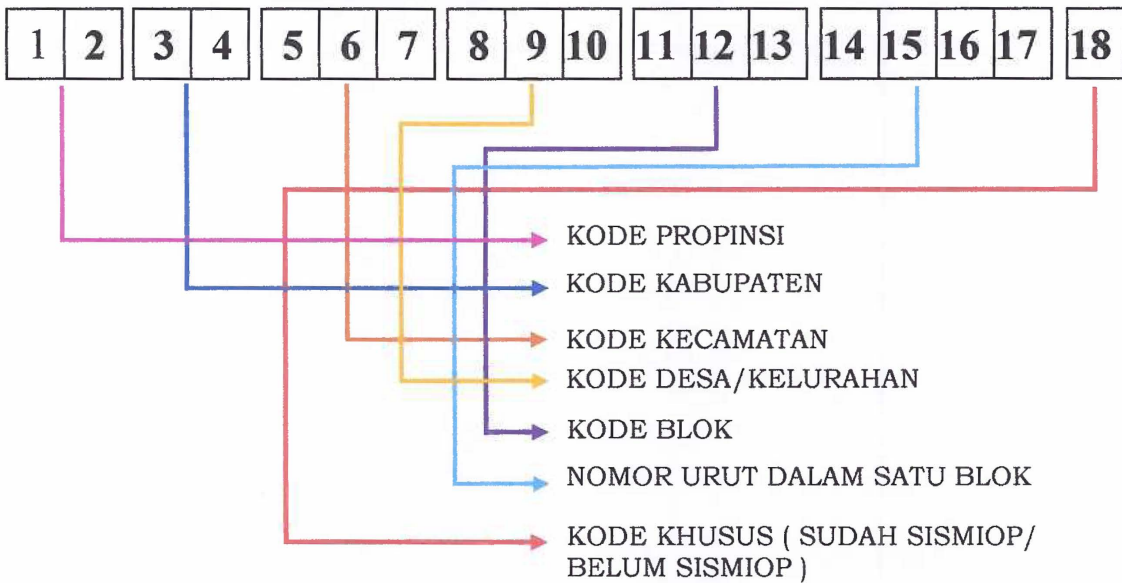 1 2 3 4 5 6 7 8 9 10 11 12 13 14 15 16 17 18
KODE PROPINSI
KODE KABUPATEN
KODE KECAMATAN
KODE DESA/KELURAHAN
KODE BLOK
NOMOR URUT DALAM SATU BLOK
KODE KHUSUS ( SUDAH SISMIOP/
BELUM SISMIOP )